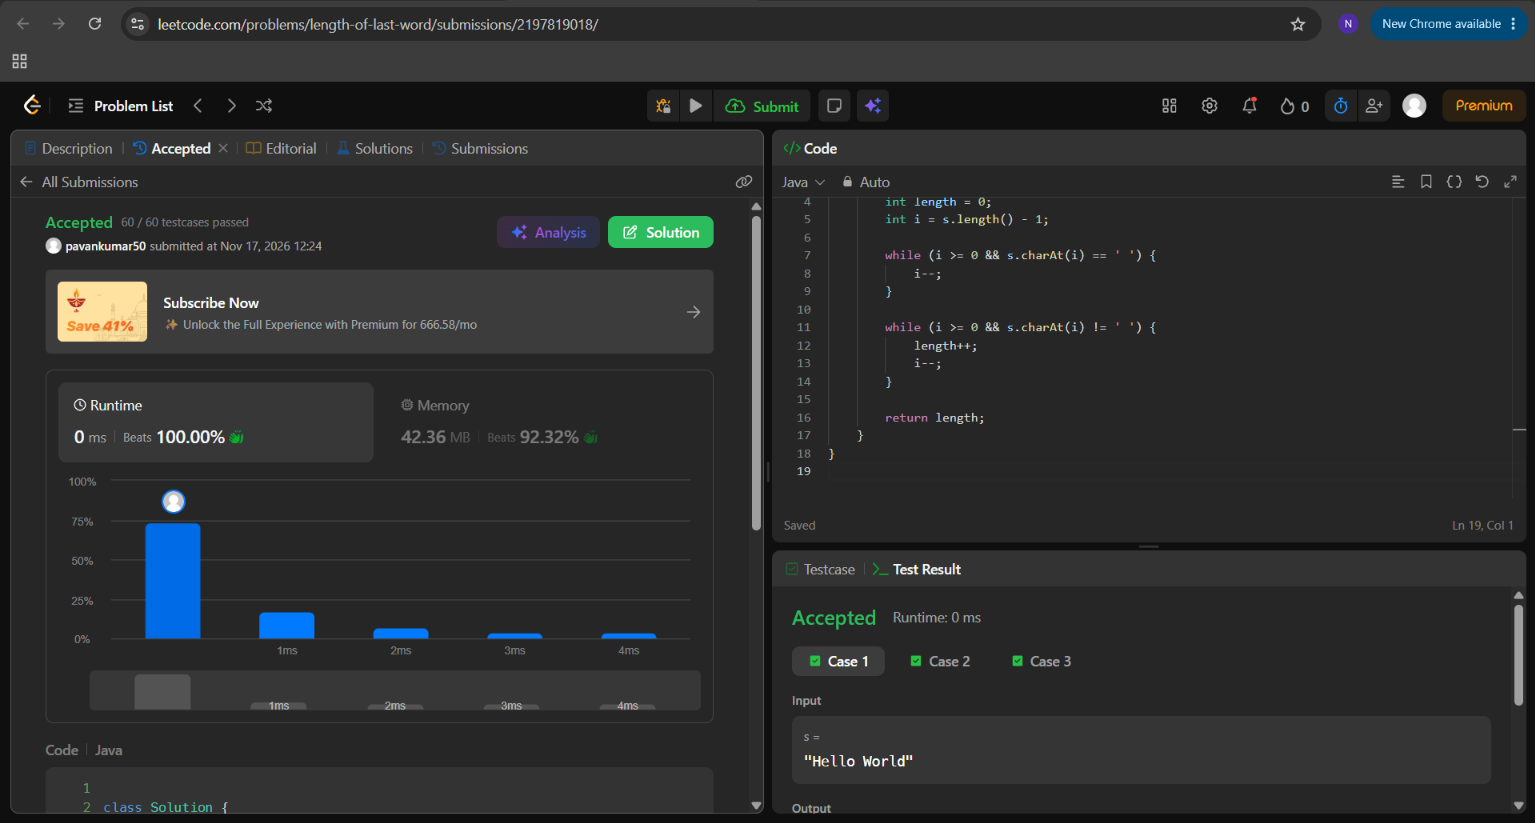 leetcode.com/problems/length-of-last-word/submissions/2197819018/
N
New Chrome available
Problem List
Submit
0
Premium
Description
Accepted
Editorial
Solutions
Submissions
All Submissions
Accepted 60 / 60 testcases passed
pavankumar50 submitted at Nov 17, 2026 12:24
Analysis
Solution
Save 41%
Subscribe Now
✨ Unlock the Full Experience with Premium for 666.58/mo
Runtime
0 ms Beats 100.00%
Memory
42.36 MB Beats 92.32%
100%
75%
50%
25%
0%
1ms 2ms 3ms 4ms
1ms 2ms 3ms 4ms
Code Java
1
2 class Solution {
</> Code
Java Auto
4 int length = 0;
5 int i = s.length() - 1;
6
7 while (i >= 0 && s.charAt(i) == ' ') {
8 i--;
9 }
10
11 while (i >= 0 && s.charAt(i) != ' ') {
12 length++;
13 i--;
14 }
15
16 return length;
17 }
18 }
19
Saved
Ln 19, Col 1
Testcase
>_ Test Result
Accepted Runtime: 0 ms
Case 1 Case 2 Case 3
Input
s =
"Hello World"
Output